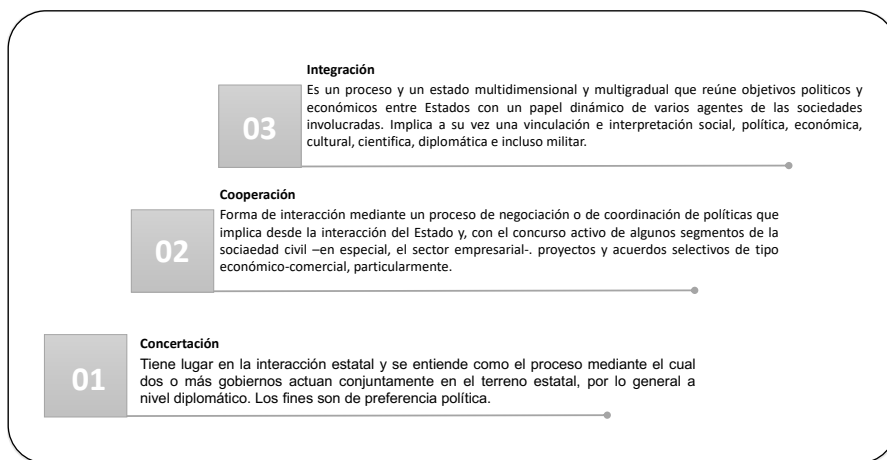 Integración
Es un proceso y un estado multidimensional y multigradual que reúne objetivos politicos y
económicos entre Estados con un papel dinámico de varios agentes de las sociedades
involucradas. Implica a su vez una vinculación e interpretación social, política, económica,
cultural, cientifica, diplomática e incluso militar.
03
Cooperación
Forma de interacción mediante un proceso de negociación o de coordinación de políticas que
implica desde la interacción del Estado y, con el concurso activo de algunos segmentos de la
sociaedad civil –en especial, el sector empresarial-. proyectos y acuerdos selectivos de tipo
económico-comercial, particularmente.
02
Concertación
Tiene lugar en la interacción estatal y se entiende como el proceso mediante el cual
dos o más gobiernos actuan conjuntamente en el terreno estatal, por lo general a
nivel diplomático. Los fines son de preferencia política.
01